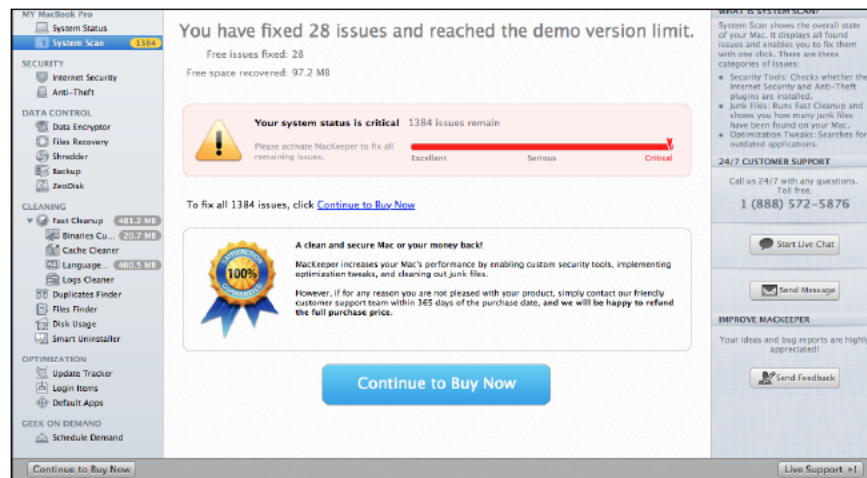 MY MacBook Pro
System Status
System Scan 1384
SECURITY
Internet Security
Anti-Theft
DATA CONTROL
Data Encryptor
Files Recovery
Shredder
Backup
ZeoDisk
CLEANING
Fast Cleanup 481.2 MB
Binaries Cu... 20.7 MB
Cache Cleaner
Language... 460.5 MB
Logs Cleaner
Duplicates Finder
Files Finder
Disk Usage
Smart Uninstaller
OPTIMIZATION
Update Tracker
Login Items
Default Apps
GEEK ON DEMAND
Schedule Demand
Continue to Buy Now
You have fixed 28 issues and reached the demo version limit.
Free issues fixed: 28
Free space recovered: 97.2 MB
Your system status is critical 1384 issues remain
Please activate MacKeeper to fix all
remaining issues.
Excellent Serious Critical
To fix all 1384 issues, click Continue to Buy Now
SATISFACTION
100%
GUARANTEED
A clean and secure Mac or your money back!
MacKeeper increases your Mac's performance by enabling custom security tools, implementing
optimization tweaks, and cleaning out junk files.
However, if for any reason you are not pleased with your product, simply contact our friendly
customer support team within 365 days of the purchase date, and we will be happy to refund
the full purchase price.
Continue to Buy Now
WHAT IS SYSTEM SCAN?
System Scan shows the overall state
of your Mac. It displays all found
issues and enables you to fix them
with one click. There are three
categories of issues:
• Security Tools: Checks whether the
Internet Security and Anti-Theft
plugins are installed.
• Junk Files: Runs Fast Cleanup and
shows you how many junk files
have been found on your Mac.
• Optimization Tweaks: Searches for
outdated applications.
24/7 CUSTOMER SUPPORT
Call us 24/7 with any questions.
Toll free.
1 (888) 572-5876
Start Live Chat
Send Message
IMPROVE MACKEEPER
Your ideas and bug reports are highly
appreciated!
Send Feedback
Live Support